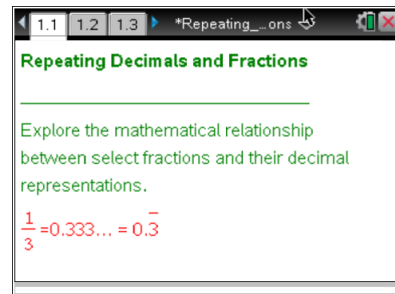 1.1 1.2 1.3 *Repeating_...ons
Repeating Decimals and Fractions
Explore the mathematical relationship
between select fractions and their decimal
representations.
1/3 =0.333... = 0.3̅